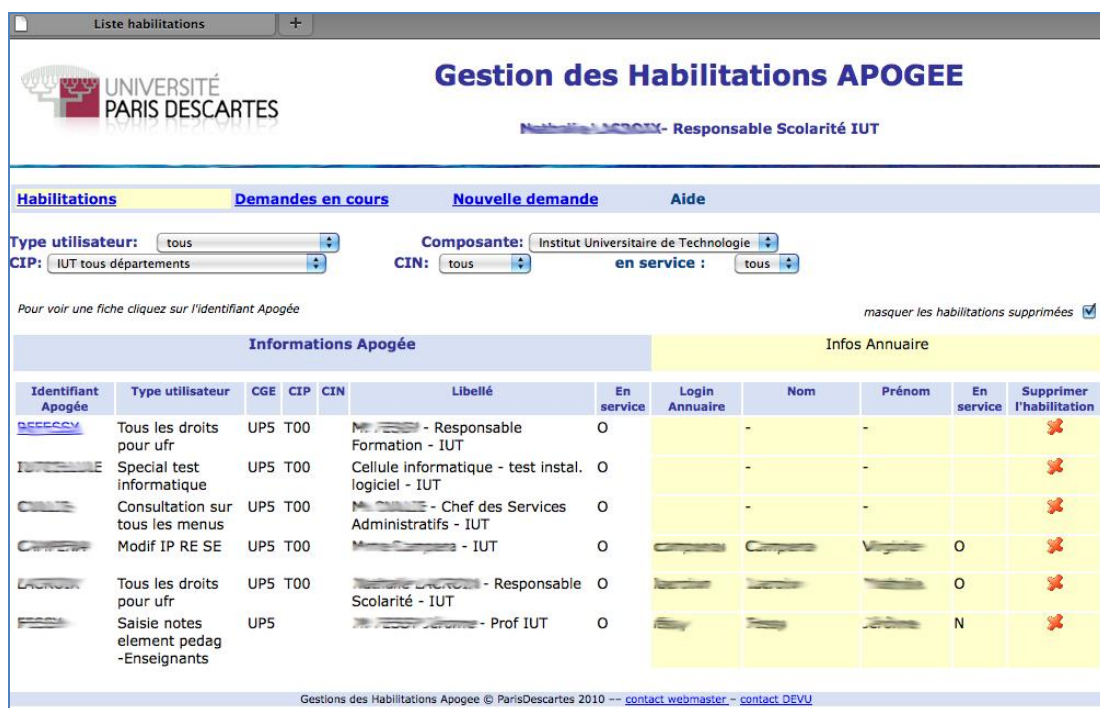 Liste habilitations
+
UNIVERSITÉ
PARIS DESCARTES
Gestion des Habilitations APOGEE
- Responsable Scolarité IUT
Habilitations Demandes en cours Nouvelle demande Aide
Type utilisateur: tous Composante: Institut Universitaire de Technologie
CIP: IUT tous départements CIN: tous en service : tous
Pour voir une fiche cliquez sur l'identifiant Apogée masquer les habilitations supprimées
Informations Apogée Infos Annuaire
Identifiant Type utilisateur CGE CIP CIN Libellé En Login Nom Prénom En Supprimer
Apogée service Annuaire service l'habilitation
Tous les droits UP5 T00 - Responsable O - -
pour ufr Formation - IUT
Special test UP5 T00 Cellule informatique - test instal. O - -
informatique logiciel - IUT
Consultation sur UP5 T00 - Chef des Services O - -
tous les menus Administratifs - IUT
Modif IP RE SE UP5 T00 - IUT O O
Tous les droits UP5 T00 - Responsable O O
pour ufr Scolarité - IUT
Saisie notes UP5 - Prof IUT O N
element pedag
-Enseignants
Gestions des Habilitations Apogee © ParisDescartes 2010 -- contact webmaster - contact DEVU